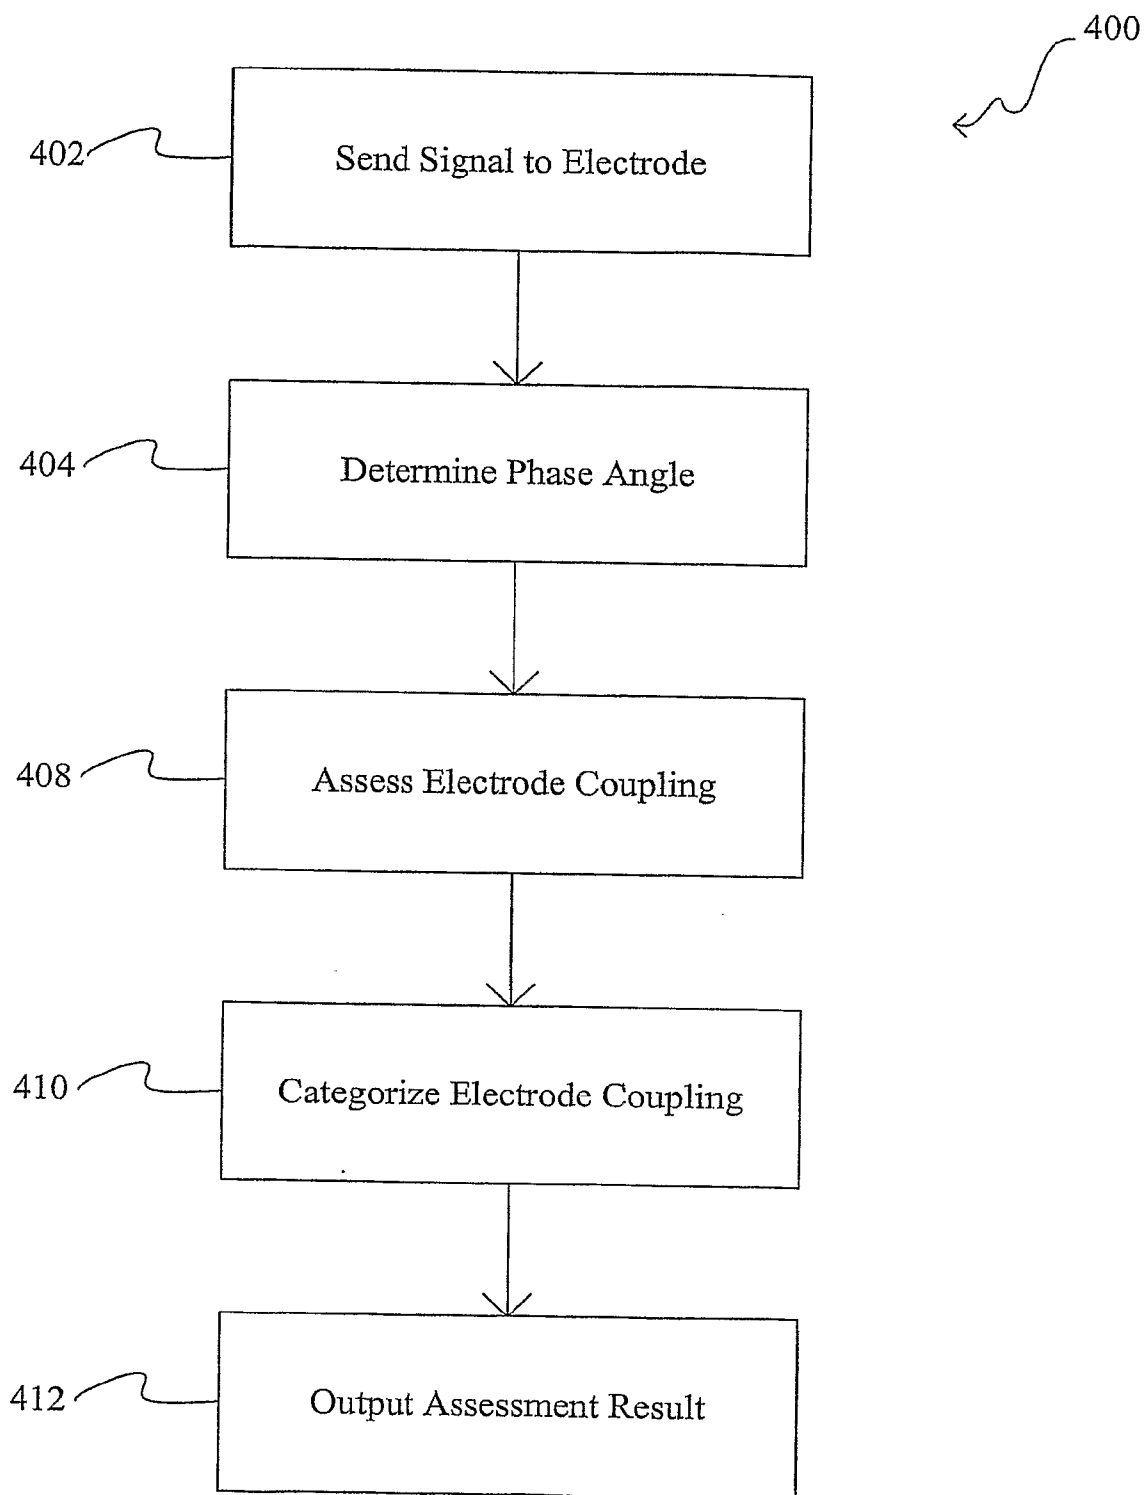 400
402
Send Signal to Electrode
404
Determine Phase Angle
408
Assess Electrode Coupling
410
Categorize Electrode Coupling
412
Output Assessment Result